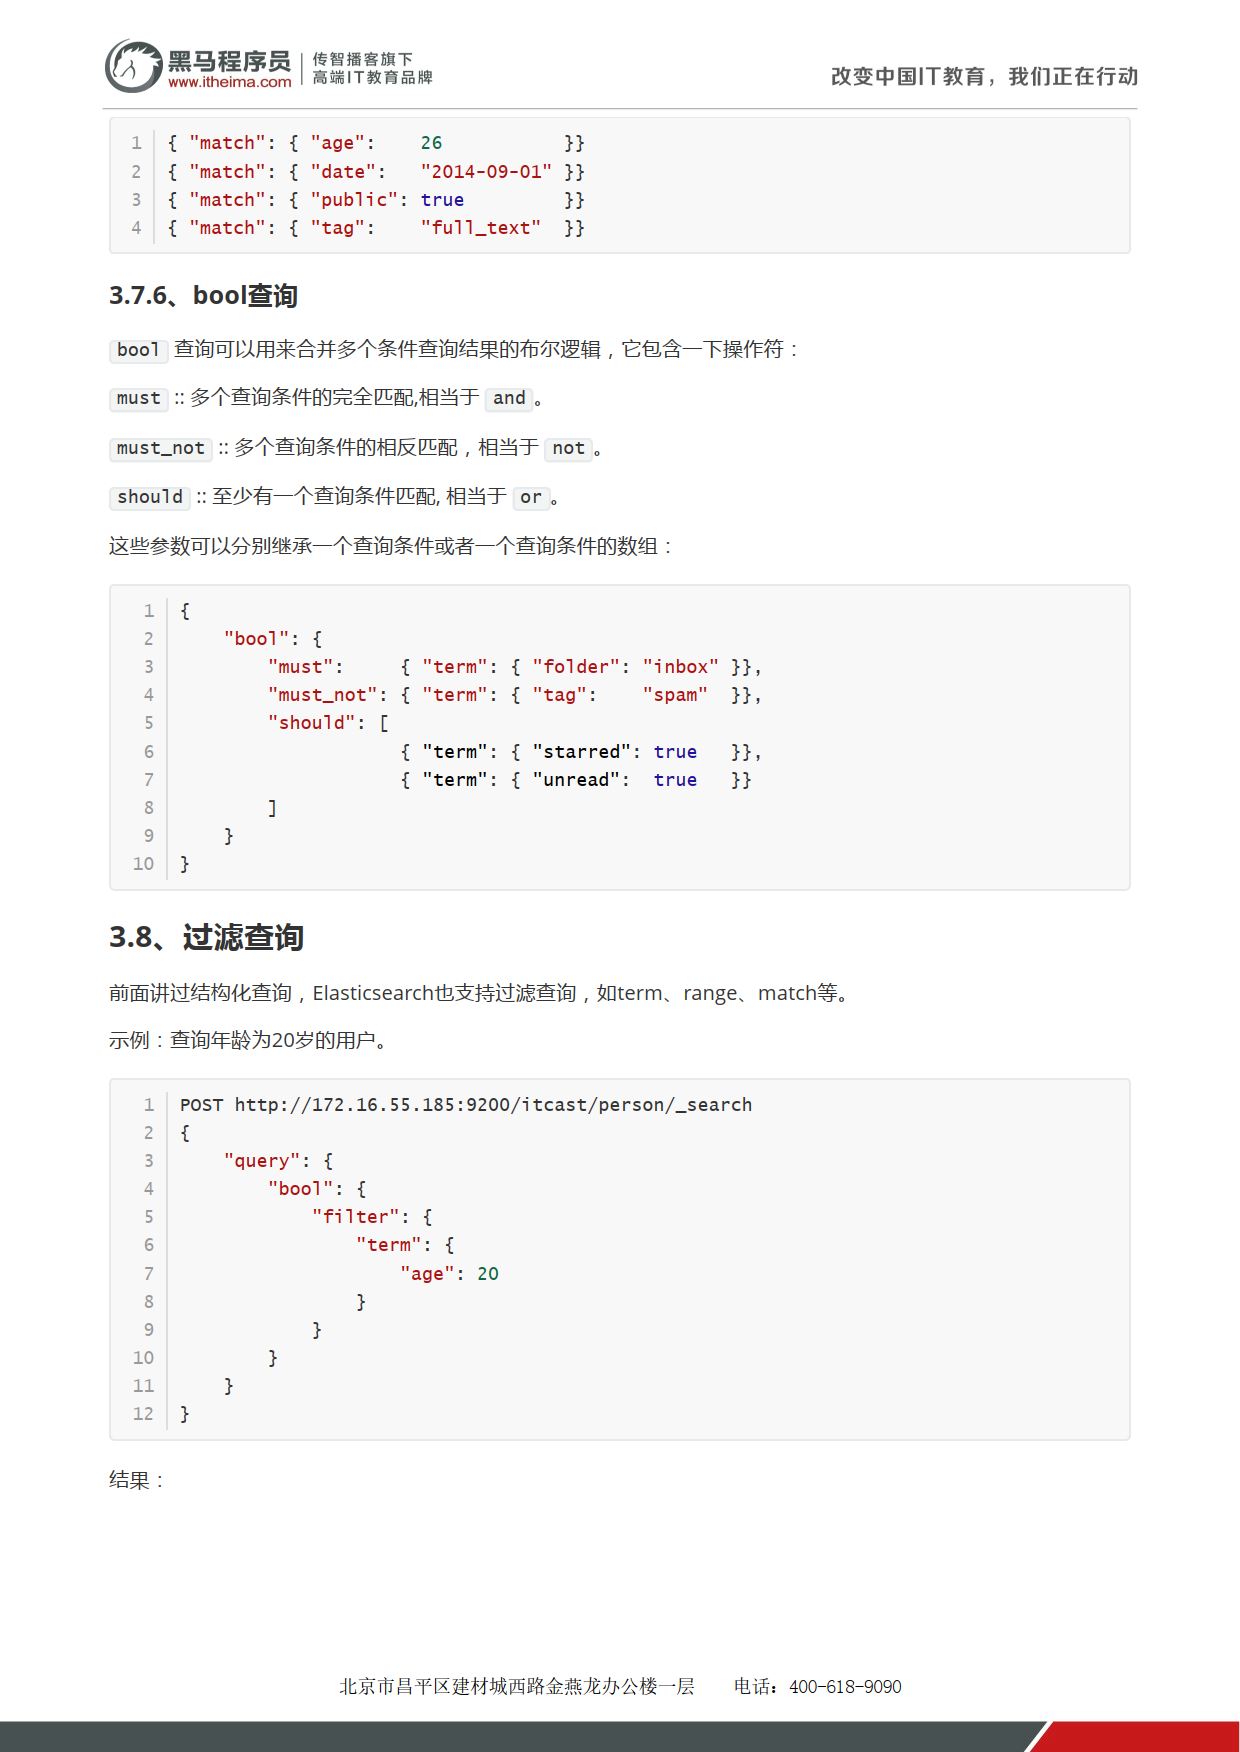 黑马程序员
www.itheima.com
传智播客旗下
高端IT教育品牌
改变中国IT教育，我们正在行动
1 { "match": { "age":    26           }}
2 { "match": { "date":   "2014-09-01" }}
3 { "match": { "public": true         }}
4 { "match": { "tag":    "full_text"  }}
3.7.6、bool查询
bool 查询可以用来合并多个条件查询结果的布尔逻辑，它包含一下操作符：
must :: 多个查询条件的完全匹配,相当于 and。
must_not :: 多个查询条件的相反匹配，相当于 not。
should :: 至少有一个查询条件匹配, 相当于 or。
这些参数可以分别继承一个查询条件或者一个查询条件的数组：
1 {
2     "bool": {
3         "must":     { "term": { "folder": "inbox" }},
4         "must_not": { "term": { "tag":    "spam"  }},
5         "should": [
6                     { "term": { "starred": true   }},
7                     { "term": { "unread":  true   }}
8         ]
9     }
10 }
3.8、过滤查询
前面讲过结构化查询，Elasticsearch也支持过滤查询，如term、range、match等。
示例：查询年龄为20岁的用户。
1 POST http://172.16.55.185:9200/itcast/person/_search
2 {
3     "query": {
4         "bool": {
5             "filter": {
6                 "term": {
7                     "age": 20
8                 }
9             }
10         }
11     }
12 }
结果：
北京市昌平区建材城西路金燕龙办公楼一层    电话：400-618-9090